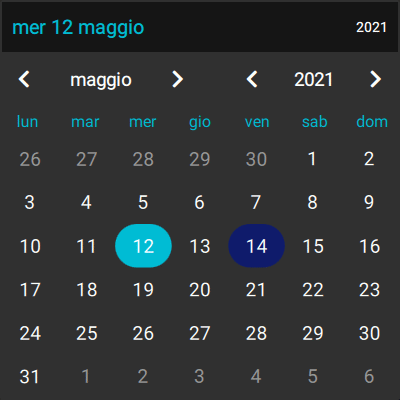 mer 12 maggio 2021
maggio 2021
lun mar mer gio ven sab dom
26 27 28 29 30 1 2
3 4 5 6 7 8 9
10 11 12 13 14 15 16
17 18 19 20 21 22 23
24 25 26 27 28 29 30
31 1 2 3 4 5 6